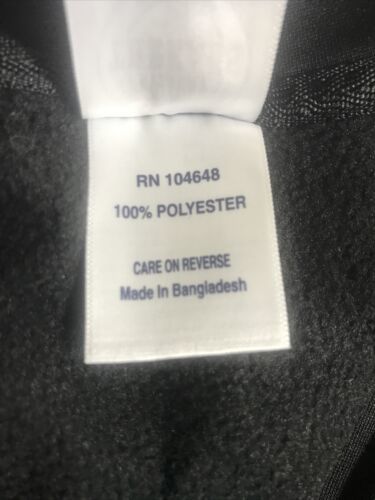 RN 104648
100% POLYESTER
CARE ON REVERSE
Made In Bangladesh